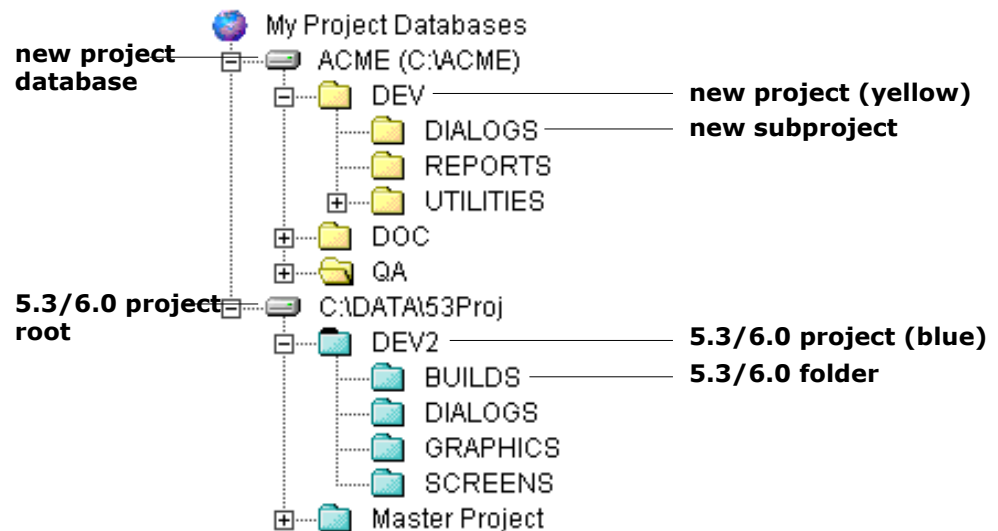 My Project Databases
new project
database
ACME (C:\ACME)
DEV
new project (yellow)
DIALOGS
new subproject
REPORTS
UTILITIES
DOC
QA
5.3/6.0 project
root
C:\DATA\53Proj
DEV2
5.3/6.0 project (blue)
BUILDS
5.3/6.0 folder
DIALOGS
GRAPHICS
SCREENS
Master Project